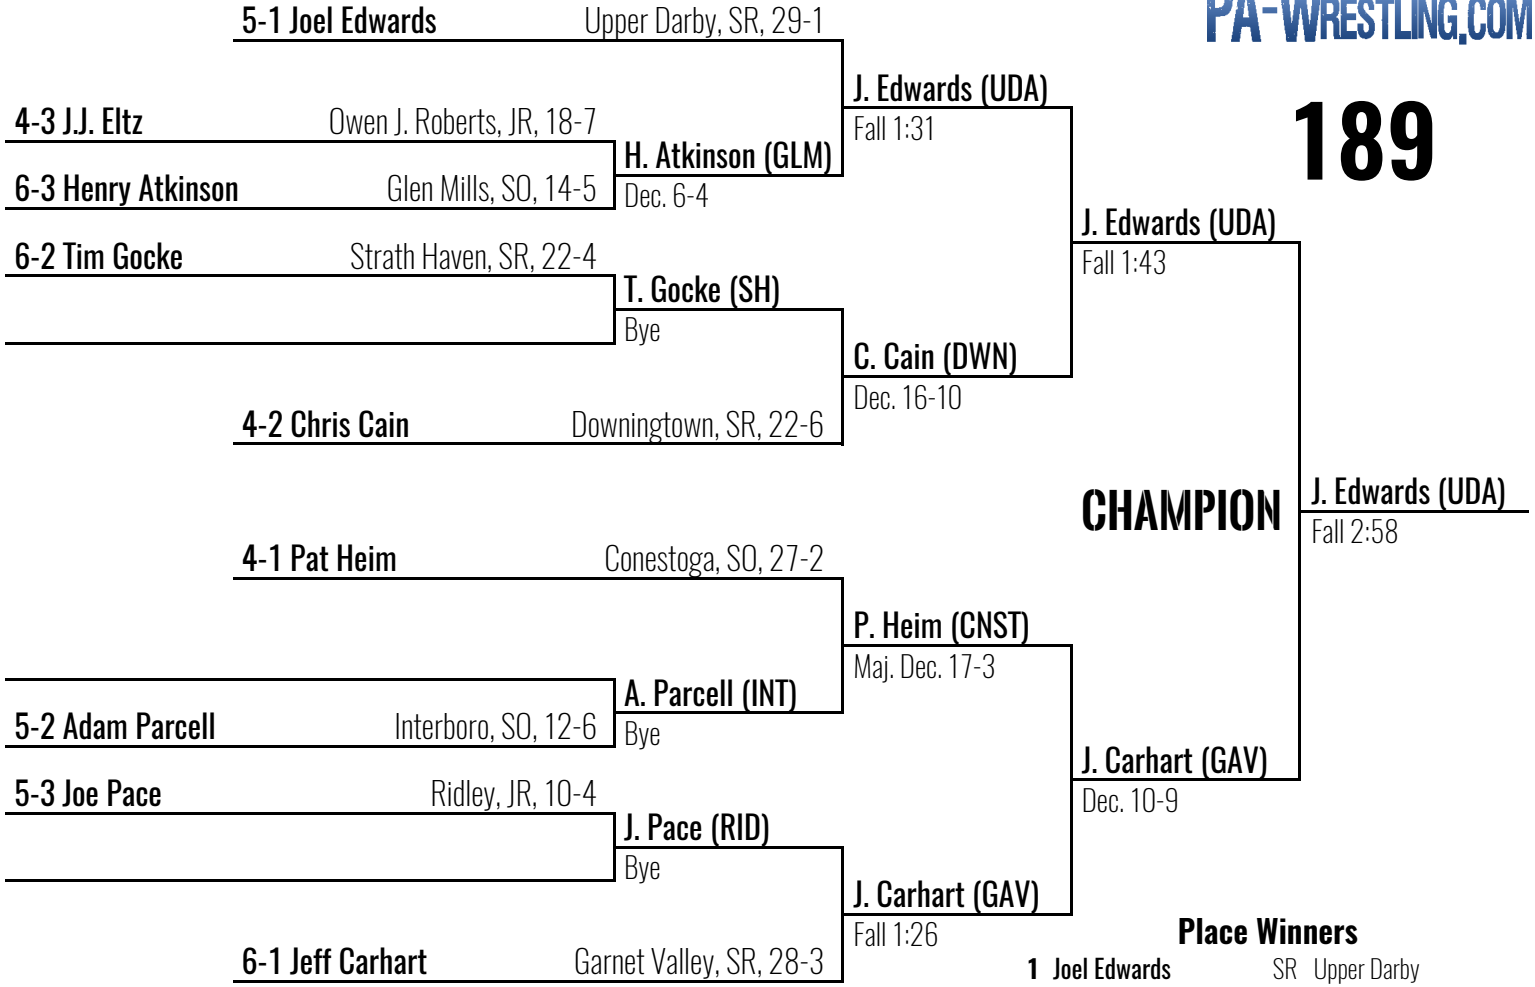 PA-WRESTLING.COM
189
5-1 Joel Edwards Upper Darby, SR, 29-1
J. Edwards (UDA)
Fall 1:31
4-3 J.J. Eltz Owen J. Roberts, JR, 18-7
H. Atkinson (GLM)
Dec. 6-4
6-3 Henry Atkinson Glen Mills, SO, 14-5
J. Edwards (UDA)
Fall 1:43
6-2 Tim Gocke Strath Haven, SR, 22-4
T. Gocke (SH)
Bye
C. Cain (DWN)
Dec. 16-10
4-2 Chris Cain Downingtown, SR, 22-6
CHAMPION
J. Edwards (UDA)
Fall 2:58
4-1 Pat Heim Conestoga, SO, 27-2
P. Heim (CNST)
Maj. Dec. 17-3
A. Parcell (INT)
Bye
5-2 Adam Parcell Interboro, SO, 12-6
J. Carhart (GAV)
Dec. 10-9
5-3 Joe Pace Ridley, JR, 10-4
J. Pace (RID)
Bye
J. Carhart (GAV)
Fall 1:26
6-1 Jeff Carhart Garnet Valley, SR, 28-3
Place Winners
1 Joel Edwards SR Upper Darby